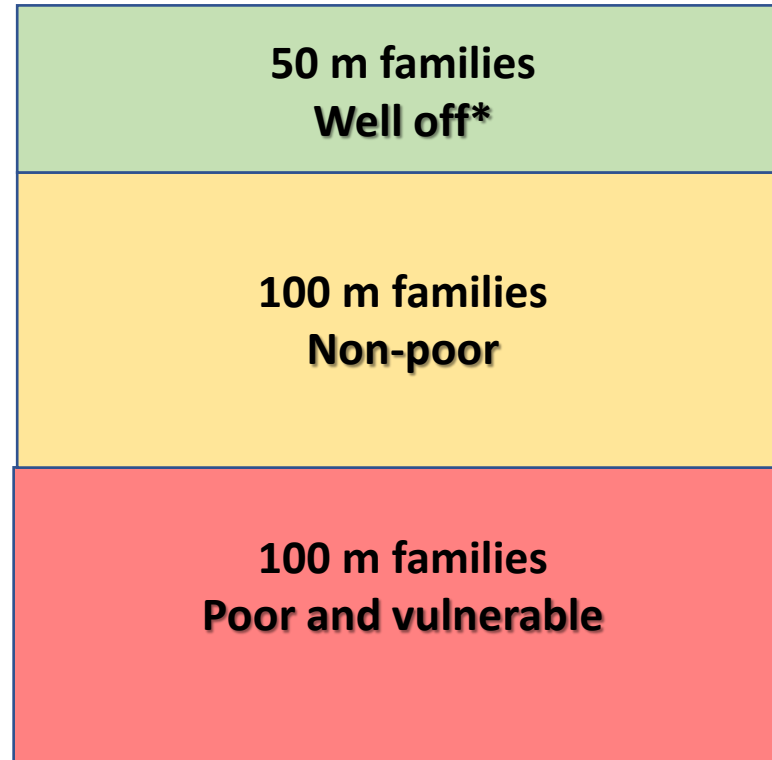 50 m families
Well off*
100 m families
Non-poor
100 m families
Poor and vulnerable